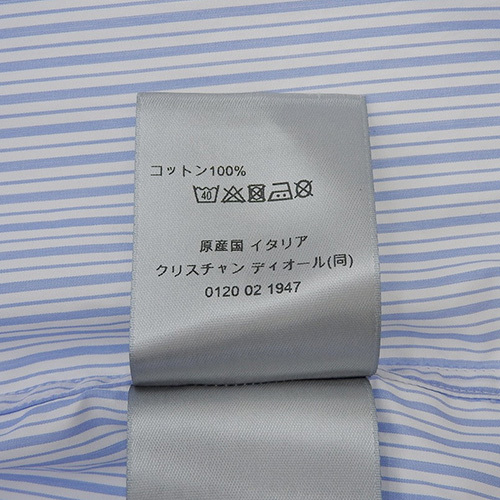 コットン100%
40
原産国 イタリア
クリスチャン ディオール(同)
0120 02 1947